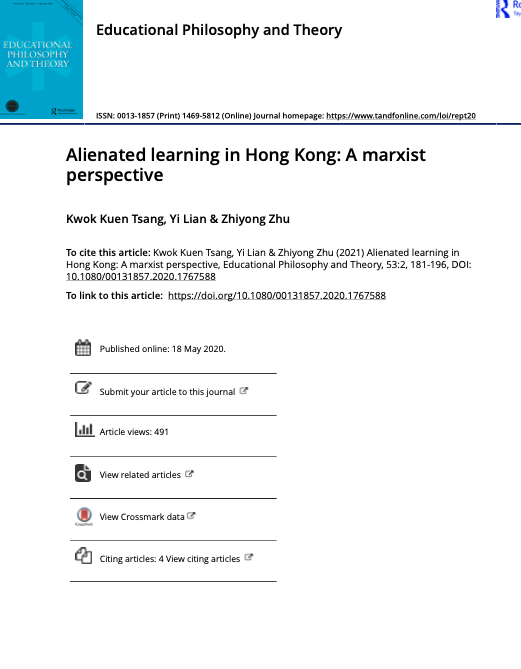 EDUCATIONAL
PHILOSOPHY
AND THEORY
Educational Philosophy and Theory
ISSN: 0013-1857 (Print) 1469-5812 (Online) Journal homepage: https://www.tandfonline.com/loi/rept20
Alienated learning in Hong Kong: A marxist
perspective
Kwok Kuen Tsang, Yi Lian & Zhiyong Zhu
To cite this article: Kwok Kuen Tsang, Yi Lian & Zhiyong Zhu (2021) Alienated learning in
Hong Kong: A marxist perspective, Educational Philosophy and Theory, 53:2, 181-196, DOI:
10.1080/00131857.2020.1767588
To link to this article: https://doi.org/10.1080/00131857.2020.1767588
Published online: 18 May 2020.
Submit your article to this journal
Article views: 491
View related articles
View Crossmark data
Citing articles: 4 View citing articles